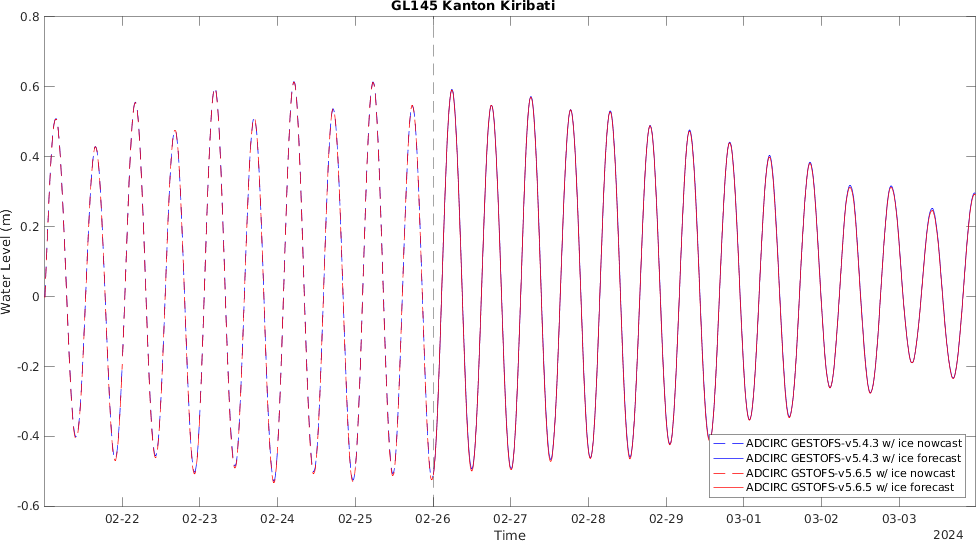 GL145 Kanton Kiribati
0.8
0.6
0.4
0.2
0
-0.2
-0.4
-0.6
Water Level (m)
02-22
02-23
02-24
02-25
02-26
02-27
02-28
02-29
03-01
03-02
03-03
Time
2024
ADCIRC GESTOFS-v5.4.3 w/ ice nowcast
ADCIRC GESTOFS-v5.4.3 w/ ice forecast
ADCIRC GSTOFS-v5.6.5 w/ ice nowcast
ADCIRC GSTOFS-v5.6.5 w/ ice forecast